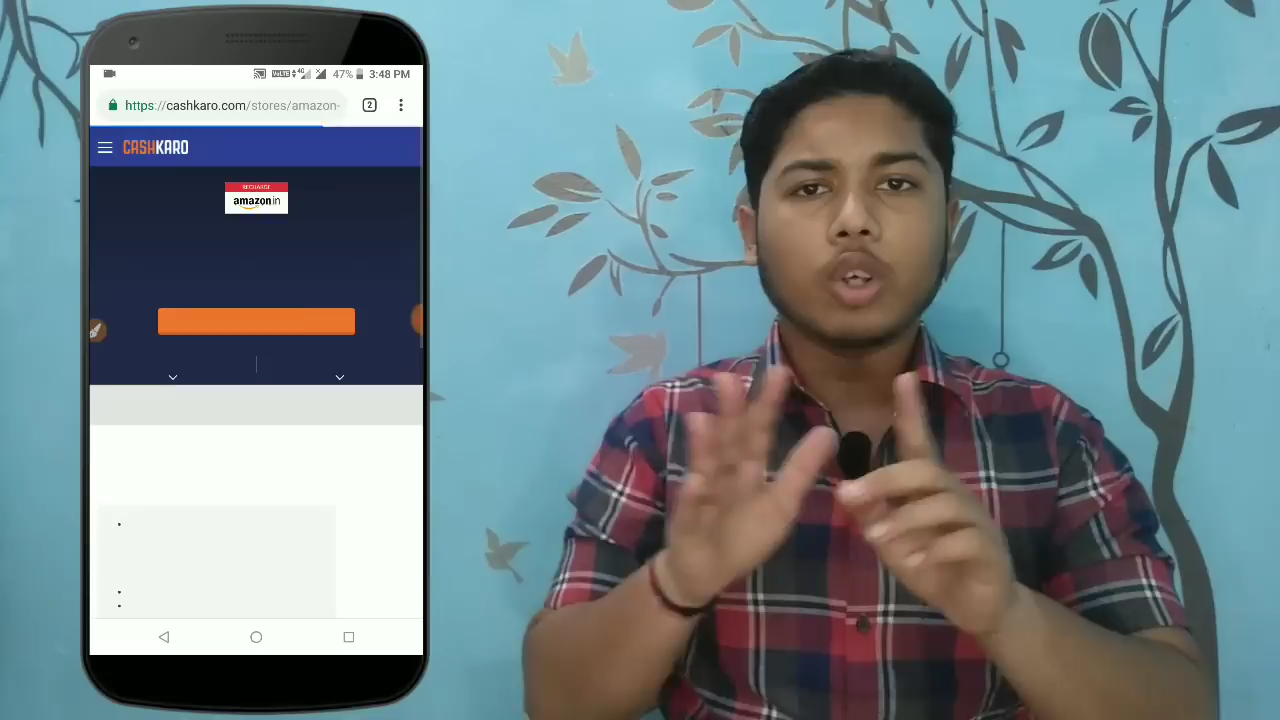 47% 3:48 PM
https://cashkaro.com/stores/amazon-
2
CASHKARO
RECHARGE
amazon.in